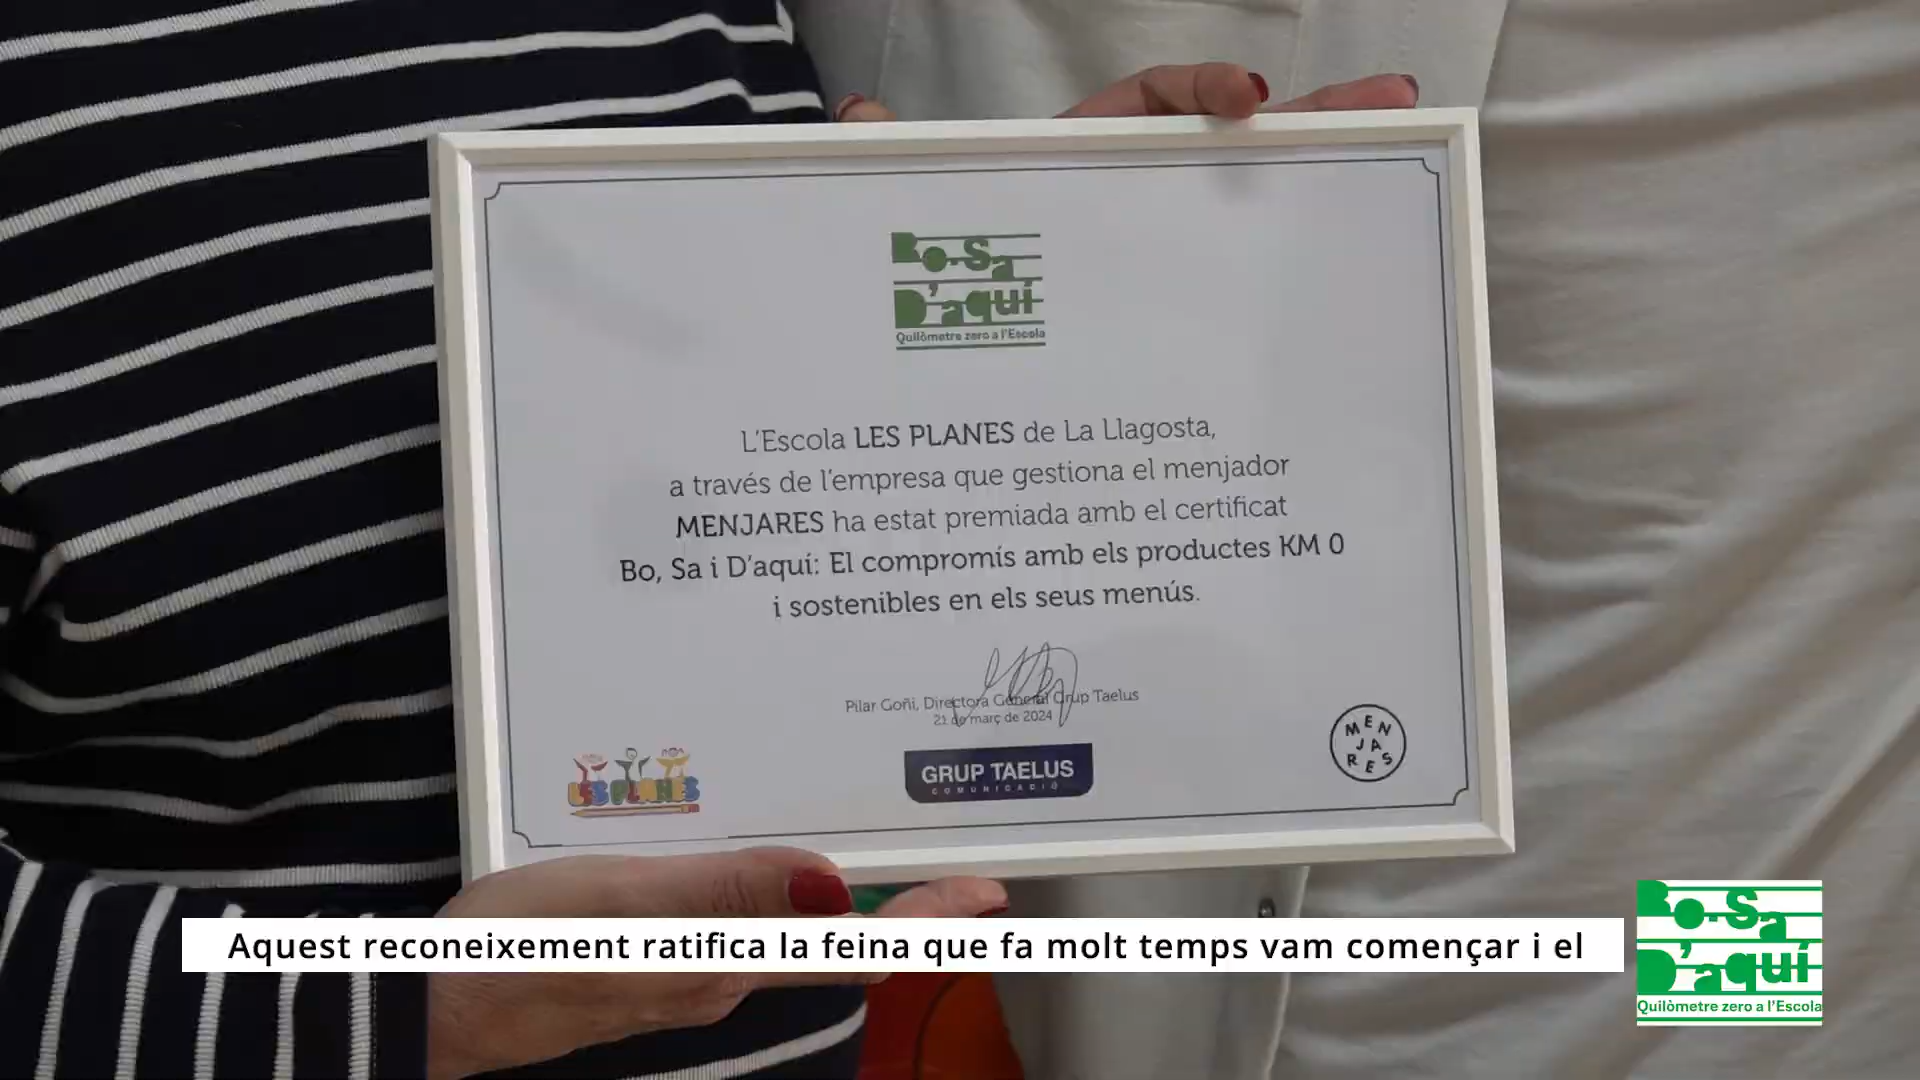 Bo. Sa
D'aquí
Quilòmetre zero a l'Escola
L'Escola LES PLANES de La Llagosta,
a través de l'empresa que gestiona el menjador
MENJARES ha estat premiada amb el certificat
Bo, Sa i D'aquí: El compromís amb els productes KM 0
i sostenibles en els seus menús.
Pilar Goñi, Directora General Grup Taelus
21 de març de 2024
LES PLANES
GRUP TAELUS
COMUNICACIÓ
MEN
JA
RES
Aquest reconeixement ratifica la feina que fa molt temps vam començar i el
Bo. Sa
D'aquí
Quilòmetre zero a l'Escola